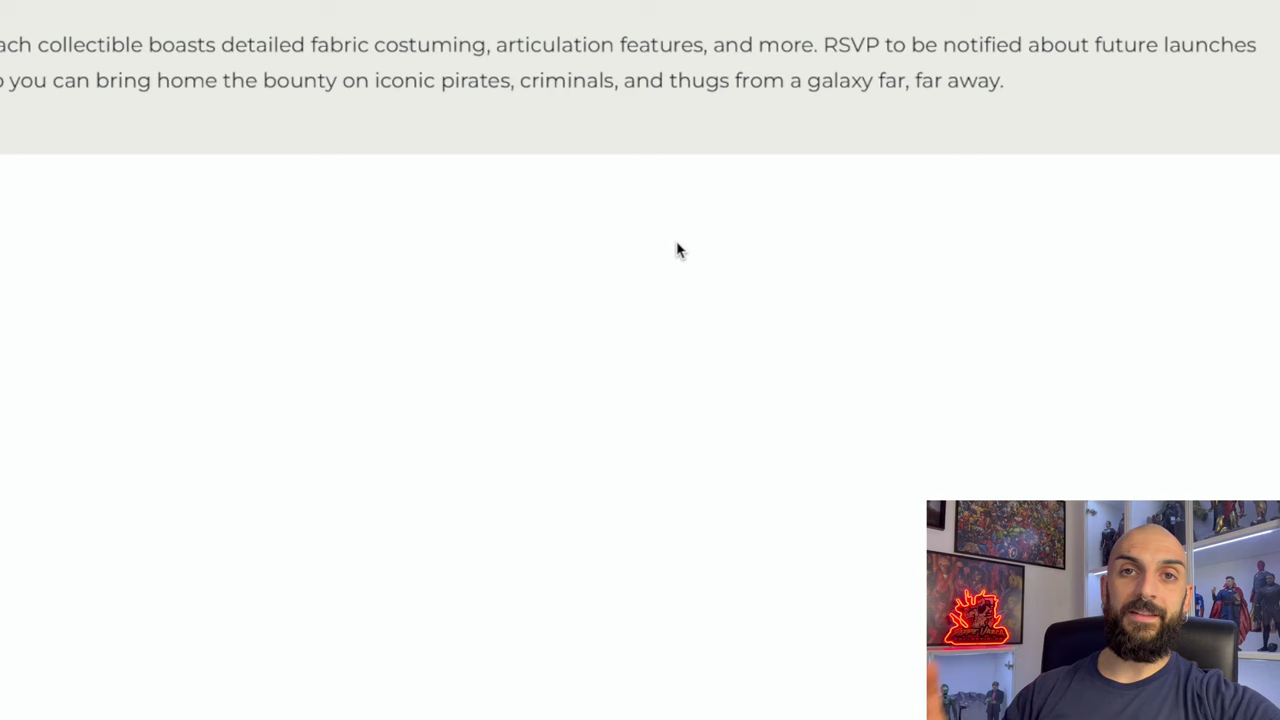 ach collectible boasts detailed fabric costuming, articulation features, and more. RSVP to be notified about future launches
o you can bring home the bounty on iconic pirates, criminals, and thugs from a galaxy far, far away.